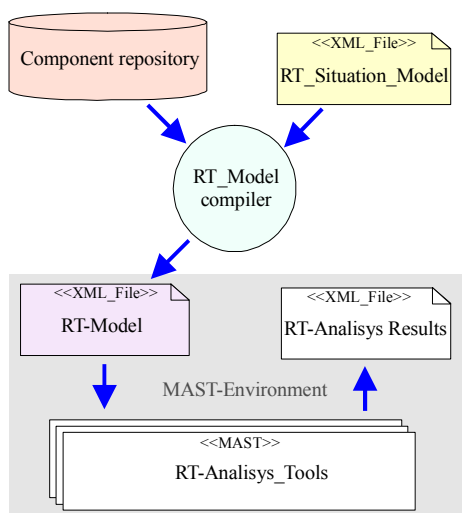 Component repository
<<XML_File>>
RT_Situation_Model
RT_Model
compiler
<<XML_File>>
RT-Model
<<XML_File>>
RT-Analisys Results
MAST-Environment
<<MAST>>
RT-Analisys_Tools